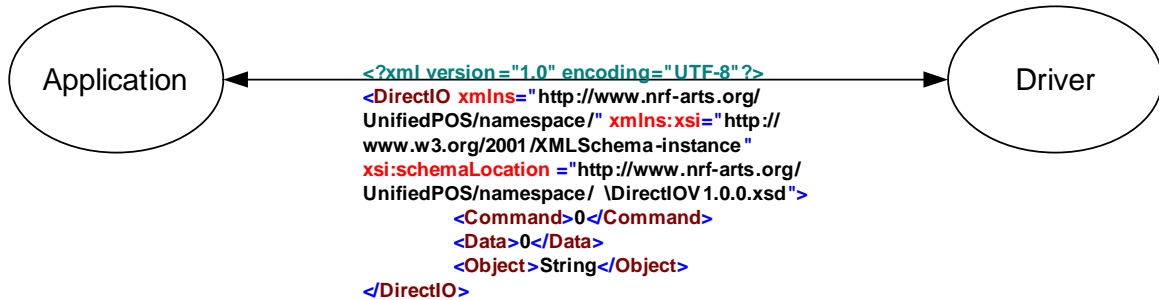 Application
<?xml version="1.0" encoding="UTF-8"?>
<DirectIO xmlns="http://www.nrf-arts.org/
UnifiedPOS/namespace/" xmlns:xsi="http://
www.w3.org/2001/XMLSchema-instance"
xsi:schemaLocation ="http://www.nrf-arts.org/
UnifiedPOS/namespace/ \DirectIOV1.0.0.xsd">
<Command>0</Command>
<Data>0</Data>
<Object>String</Object>
</DirectIO>
Driver